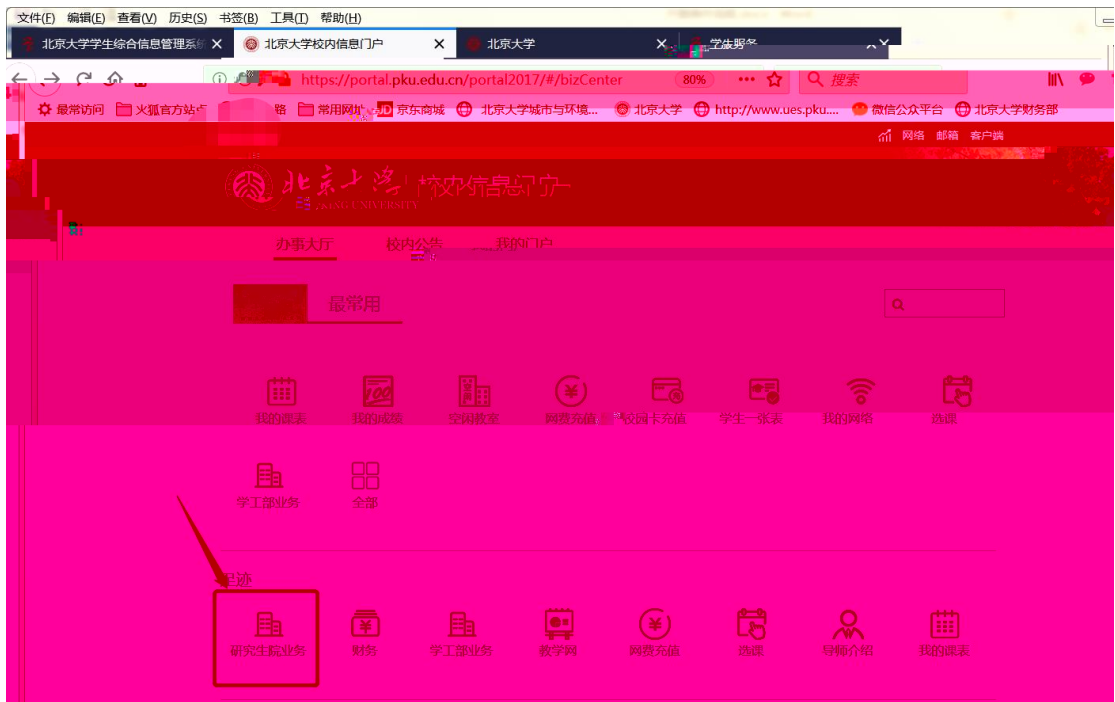 文件(F) 编辑(E) 查看(V) 历史(S) 书签(B) 工具(T) 帮助(H)
北京大学学生综合信息管理系统 北京大学校内信息门户 北京大学 学生服务
https://portal.pku.edu.cn/portal2017/#/bizCenter 80% 搜索
最常访问 火狐官方站点 路 常用网址 JD 京东商城 北京大学城市与环境... 北京大学 http://www.ues.pku.... 微信公众平台 北京大学财务部
网络 邮箱 客户端
北京大学 校内信息门户
UNIVERSITY
办事大厅 校内公告 我的门户
最常用
我的课表 我的成绩 空闲教室 网费充值 校园卡充值 学生一张表 我的网络 选课
学工部业务 全部
足迹
研究生院业务 财务 学工部业务 教学网 网费充值 选课 导师介绍 我的课表